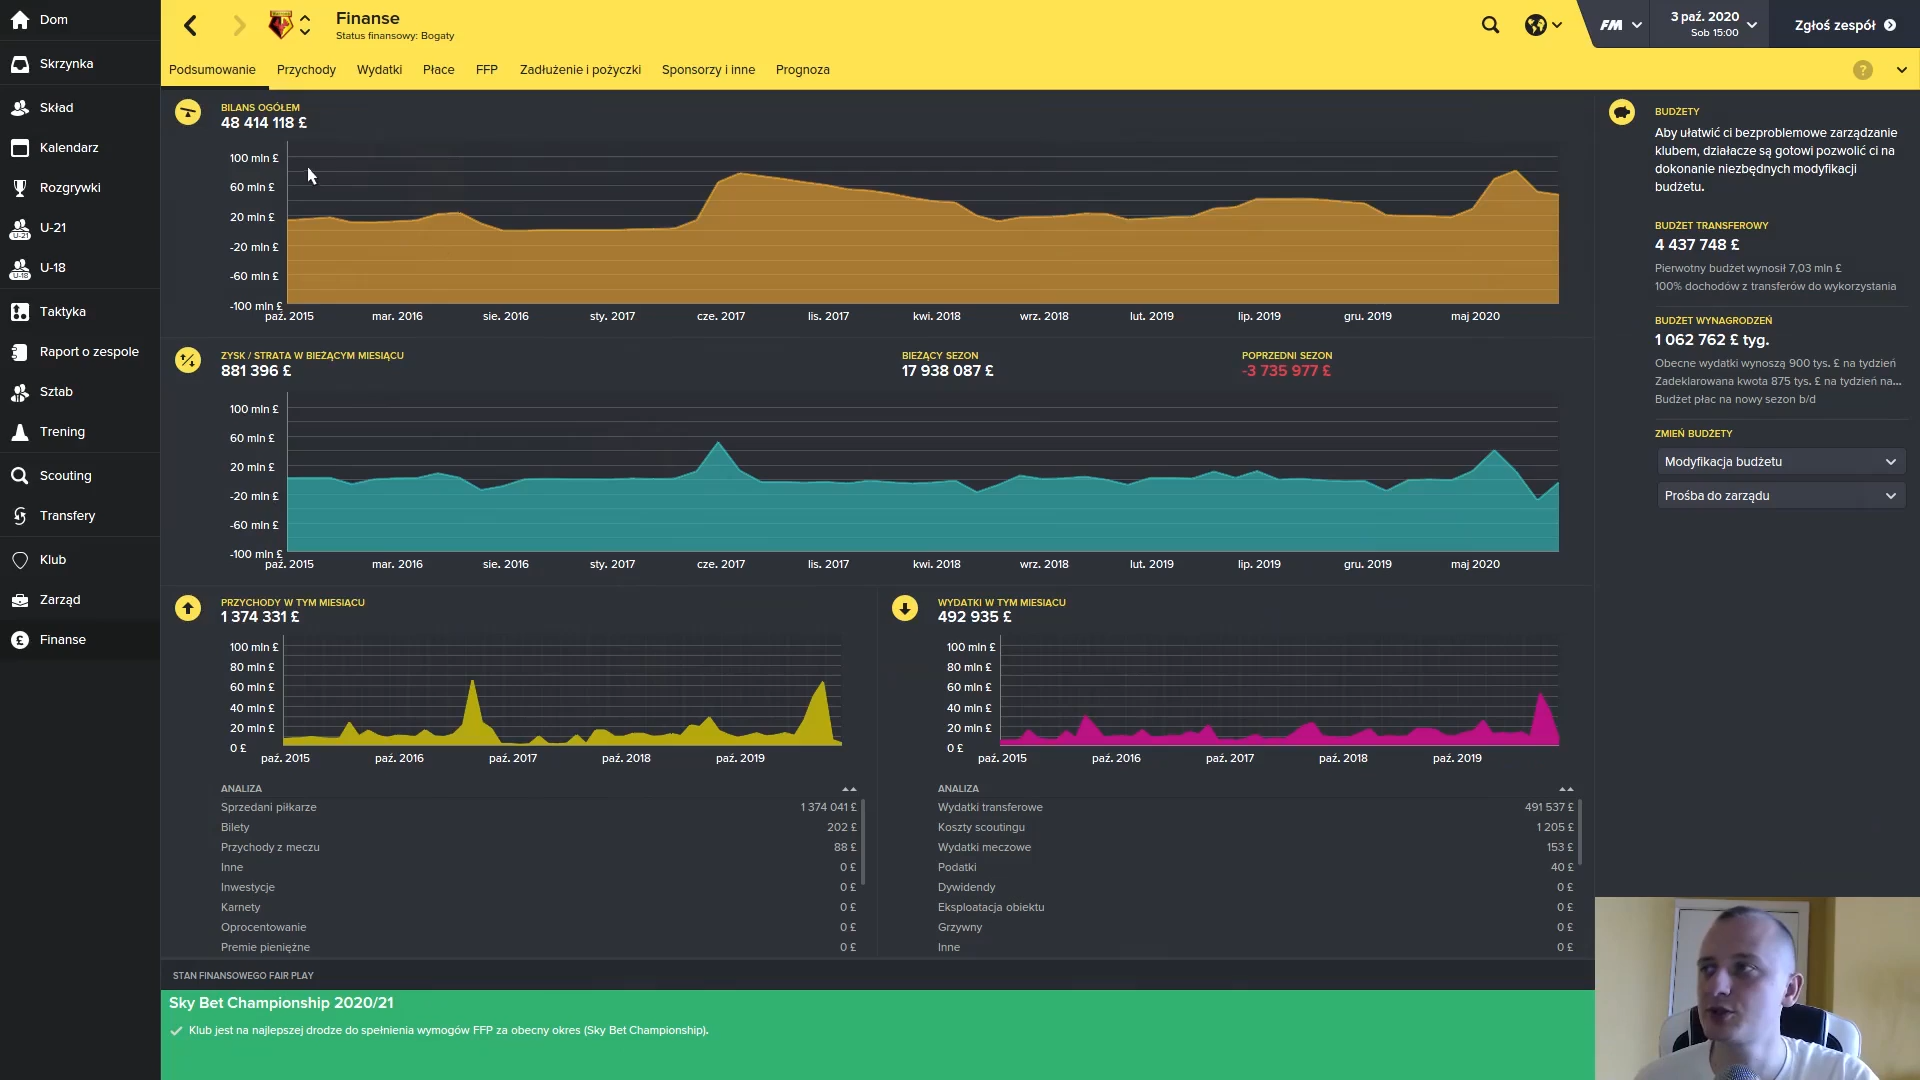 Dom
Skrzynka
Skład
Kalendarz
Rozgrywki
U-21
U-18
Taktyka
Raport o zespole
Sztab
Trening
Scouting
Transfery
Klub
Zarząd
Finanse
Finanse
Status finansowy: Bogaty
FM
3 paź. 2020
Sob 15:00
Zgłoś zespół
Podsumowanie
Przychody
Wydatki
Płace
FFP
Zadłużenie i pożyczki
Sponsorzy i inne
Prognoza
?
BILANS OGÓŁEM
48 414 118 £
100 mln £
60 mln £
20 mln £
-20 mln £
-60 mln £
-100 mln £
paź. 2015 mar. 2016 sie. 2016 sty. 2017 cze. 2017 lis. 2017 kwi. 2018 wrz. 2018 lut. 2019 lip. 2019 gru. 2019 maj 2020
ZYSK / STRATA W BIEŻĄCYM MIESIĄCU
881 396 £
BIEŻĄCY SEZON
17 938 087 £
POPRZEDNI SEZON
-3 735 977 £
100 mln £
60 mln £
20 mln £
-20 mln £
-60 mln £
-100 mln £
paź. 2015 mar. 2016 sie. 2016 sty. 2017 cze. 2017 lis. 2017 kwi. 2018 wrz. 2018 lut. 2019 lip. 2019 gru. 2019 maj 2020
PRZYCHODY W TYM MIESIĄCU
1 374 331 £
100 mln £
80 mln £
60 mln £
40 mln £
20 mln £
0 £
paź. 2015 paź. 2016 paź. 2017 paź. 2018 paź. 2019
ANALIZA
Sprzedani piłkarze 1 374 041 £
Bilety 202 £
Przychody z meczu 88 £
Inne 0 £
Inwestycje 0 £
Karnety 0 £
Oprocentowanie 0 £
Premie pieniężne 0 £
WYDATKI W TYM MIESIĄCU
492 935 £
100 mln £
80 mln £
60 mln £
40 mln £
20 mln £
0 £
paź. 2015 paź. 2016 paź. 2017 paź. 2018 paź. 2019
ANALIZA
Wydatki transferowe 491 537 £
Koszty scoutingu 1 205 £
Wydatki meczowe 153 £
Podatki 40 £
Dywidendy 0 £
Eksploatacja obiektu 0 £
Grzywny 0 £
Inne 0 £
STAN FINANSOWEGO FAIR PLAY
Sky Bet Championship 2020/21
Klub jest na najlepszej drodze do spełnienia wymogów FFP za obecny okres (Sky Bet Championship).
BUDŻETY
Aby ułatwić ci bezproblemowe zarządzanie
klubem, działacze są gotowi pozwolić ci na
dokonanie niezbędnych modyfikacji
budżetu.
BUDŻET TRANSFEROWY
4 437 748 £
Pierwotny budżet wynosił 7,03 mln £
100% dochodów z transferów do wykorzystania
BUDŻET WYNAGRODZEŃ
1 062 762 £ tyg.
Obecne wydatki wynoszą 900 tys. £ na tydzień
Zadeklarowana kwota 875 tys. £ na tydzień na...
Budżet płac na nowy sezon b/d
ZMIEŃ BUDŻETY
Modyfikacja budżetu
Prośba do zarządu